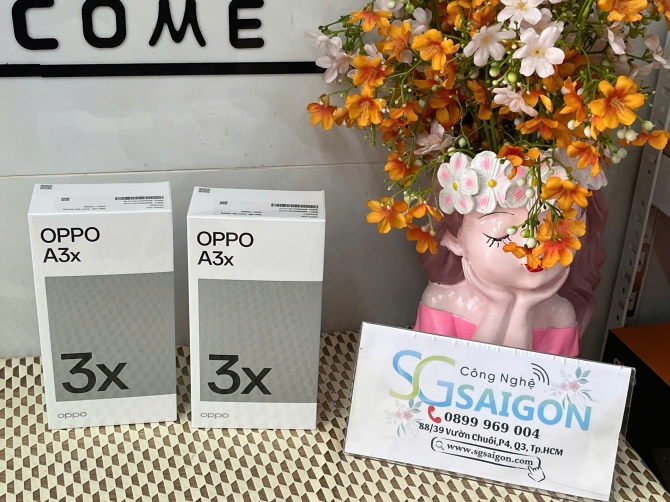 COME
OPPO
A3x
3x
oppo
OPPO
A3x
3x
oppo
Công Nghệ
SGSAIGON
0899 969 004
88/39 Vườn Chuối,P4, Q3, Tp.HCM
www.sgsaigon.com